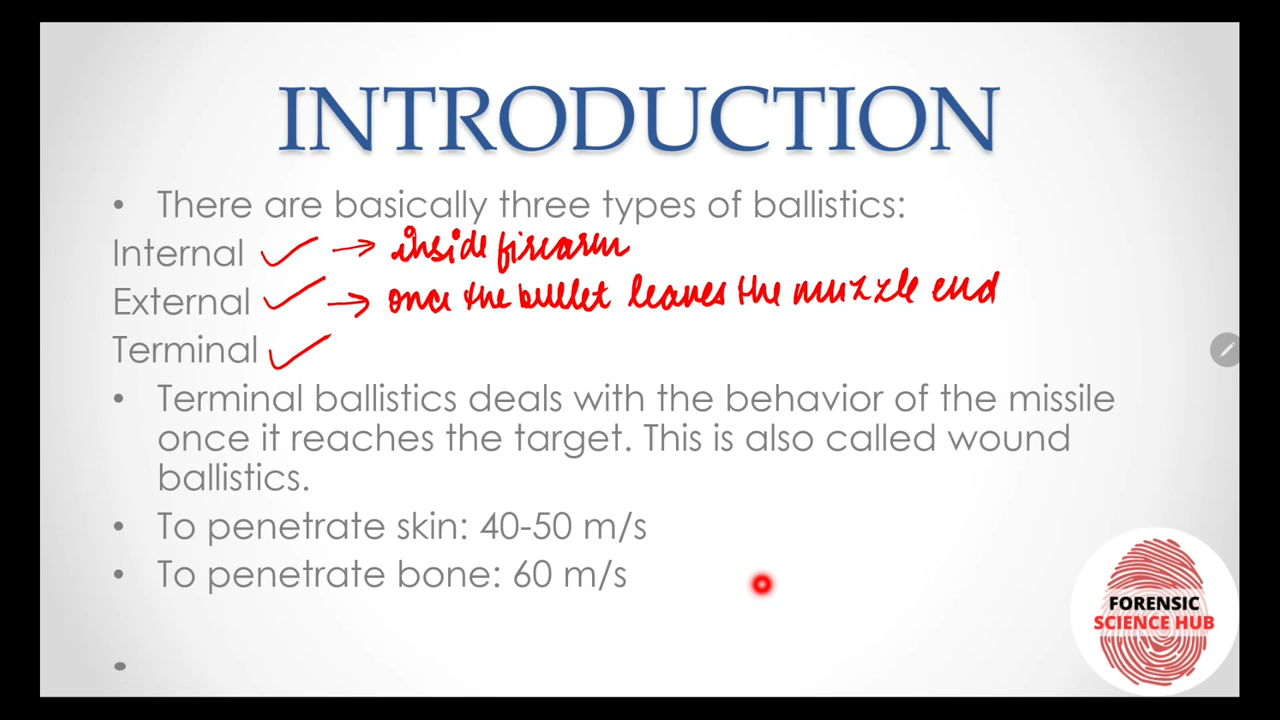 INTRODUCTION
• There are basically three types of ballistics:
Internal → inside firearm
External → once the bullet leaves the muzzle end
Terminal
• Terminal ballistics deals with the behavior of the missile
once it reaches the target. This is also called wound
ballistics.
• To penetrate skin: 40-50 m/s
• To penetrate bone: 60 m/s
•
FORENSIC
SCIENCE HUB